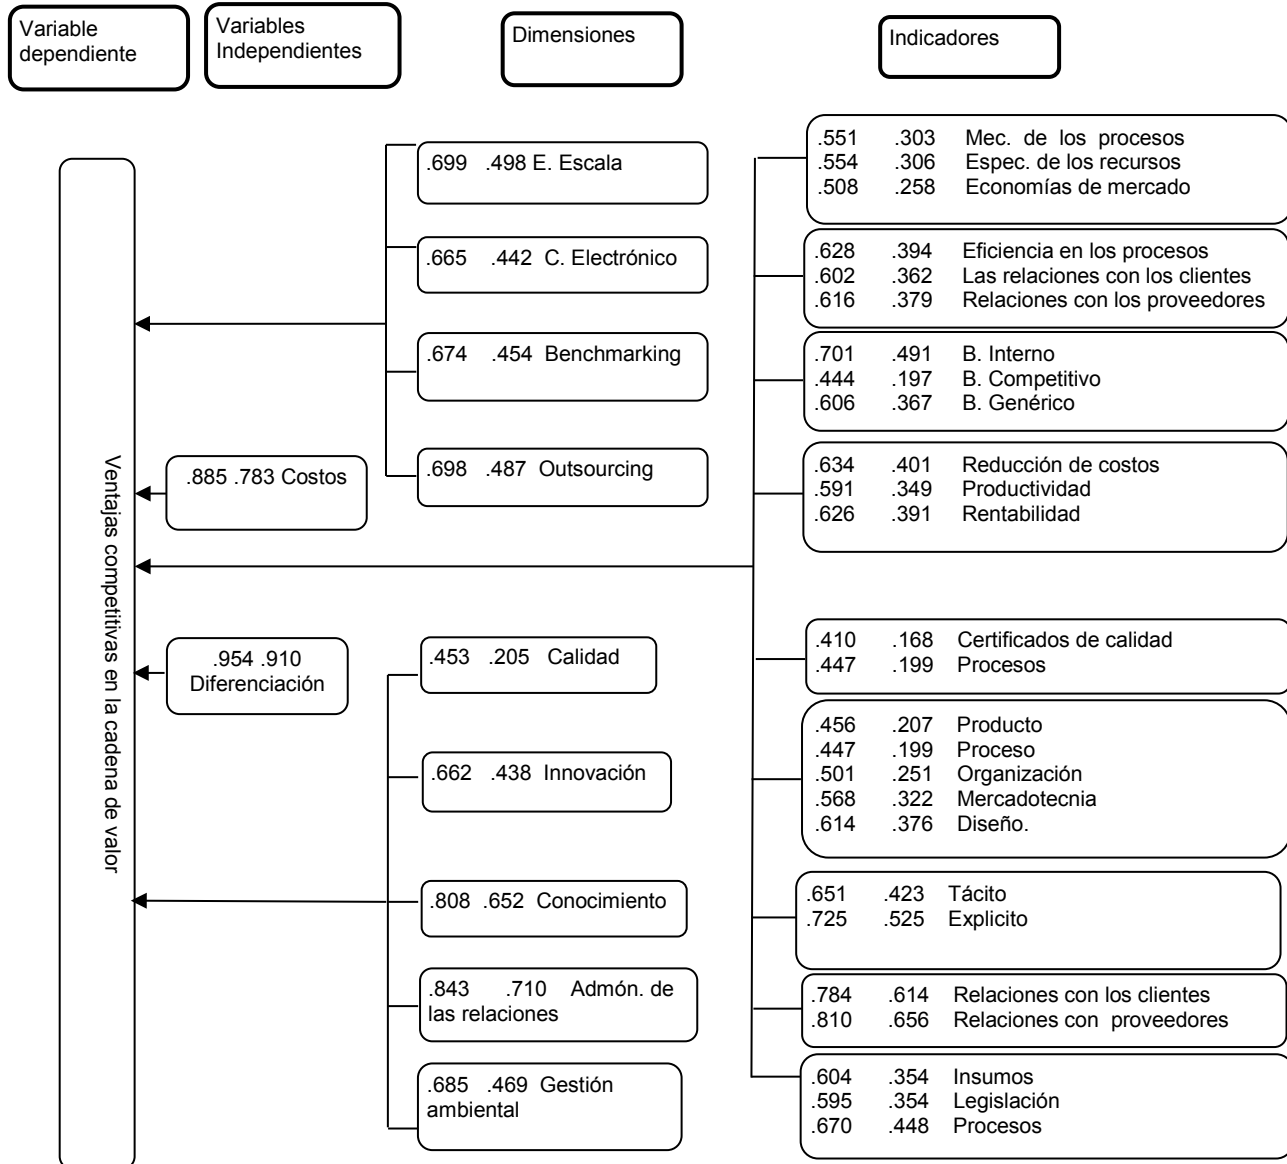 Variable
dependiente
Variables
Independientes
Dimensiones
Indicadores
Ventajas competitivas en la cadena de valor
.885 .783 Costos
.954 .910
Diferenciación
.699 .498 E. Escala
.665 .442 C. Electrónico
.674 .454 Benchmarking
.698 .487 Outsourcing
.453 .205 Calidad
.662 .438 Innovación
.808 .652 Conocimiento
.843 .710 Admón. de
las relaciones
.685 .469 Gestión
ambiental
.551 .303 Mec. de los procesos
.554 .306 Espec. de los recursos
.508 .258 Economías de mercado
.628 .394 Eficiencia en los procesos
.602 .362 Las relaciones con los clientes
.616 .379 Relaciones con los proveedores
.701 .491 B. Interno
.444 .197 B. Competitivo
.606 .367 B. Genérico
.634 .401 Reducción de costos
.591 .349 Productividad
.626 .391 Rentabilidad
.410 .168 Certificados de calidad
.447 .199 Procesos
.456 .207 Producto
.447 .199 Proceso
.501 .251 Organización
.568 .322 Mercadotecnia
.614 .376 Diseño.
.651 .423 Tácito
.725 .525 Explicito
.784 .614 Relaciones con los clientes
.810 .656 Relaciones con proveedores
.604 .354 Insumos
.595 .354 Legislación
.670 .448 Procesos